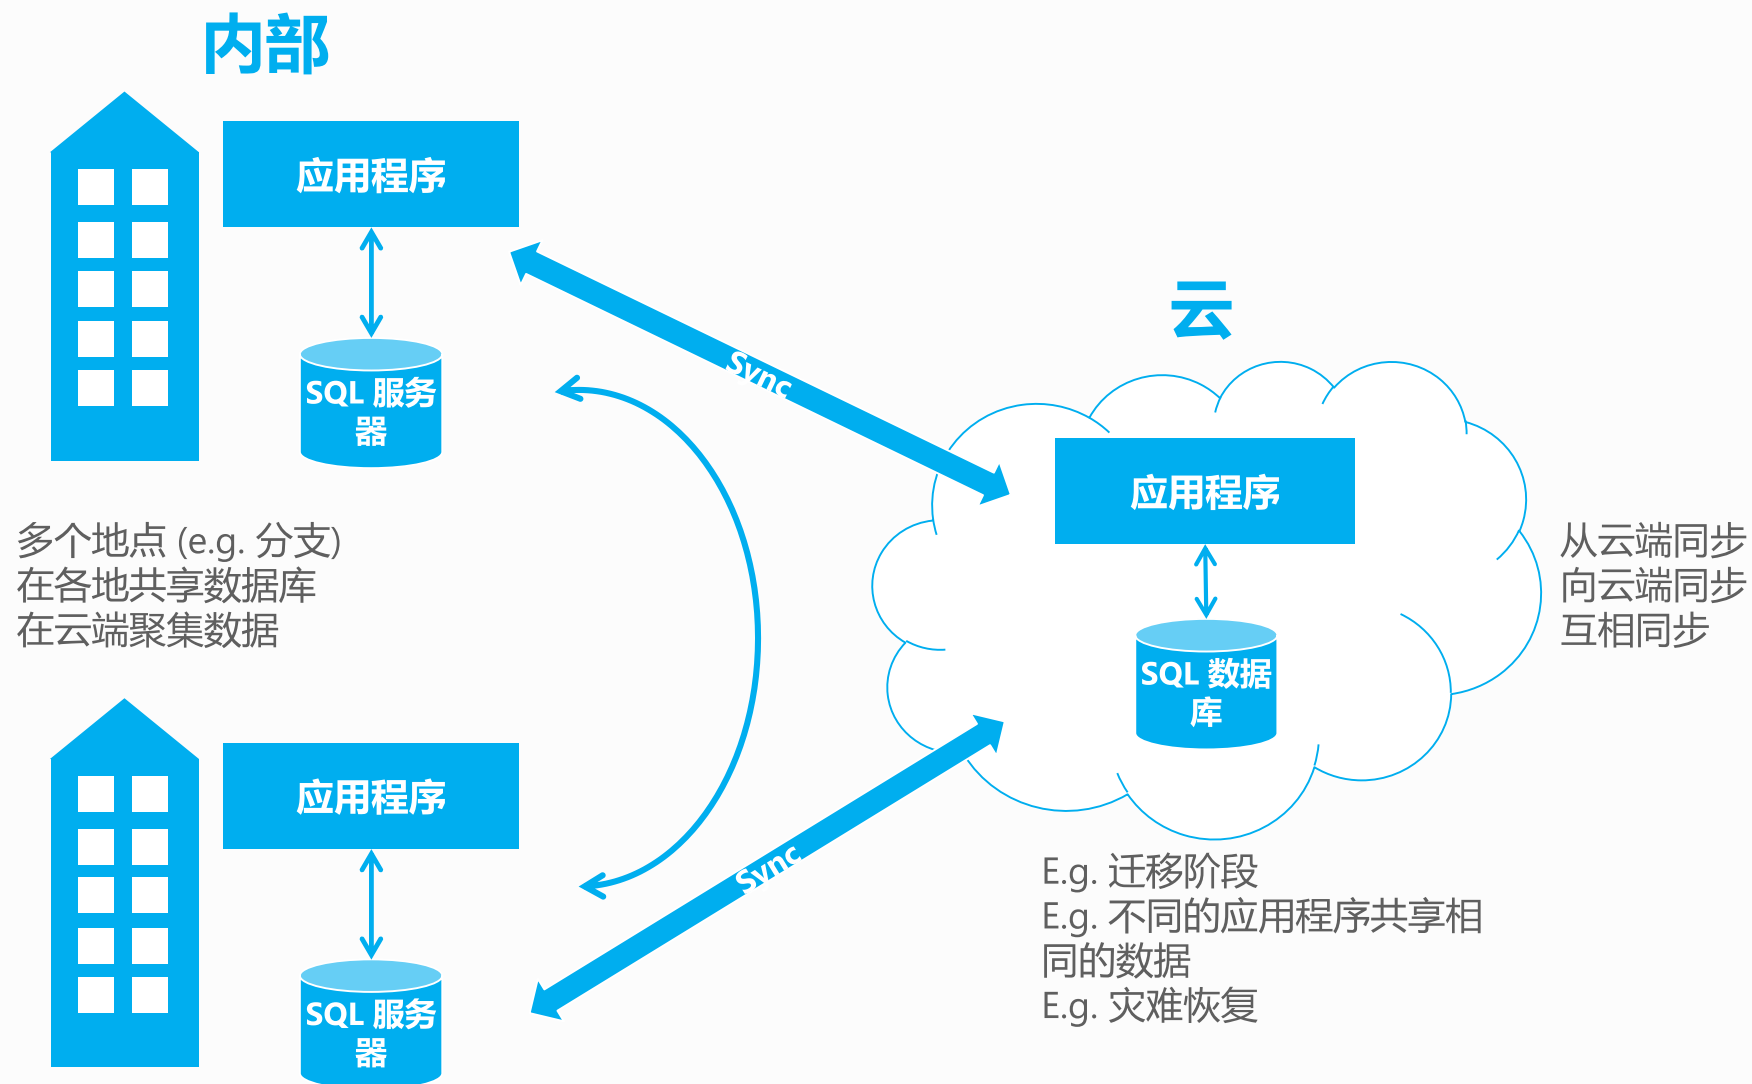 内部
应用程序
SQL 服务
器
Sync
云
应用程序
SQL 数据
库
多个地点 (e.g. 分支)
在各地共享数据库
在云端聚集数据
从云端同步
向云端同步
互相同步
应用程序
SQL 服务
器
Sync
E.g. 迁移阶段
E.g. 不同的应用程序共享相
同的数据
E.g. 灾难恢复